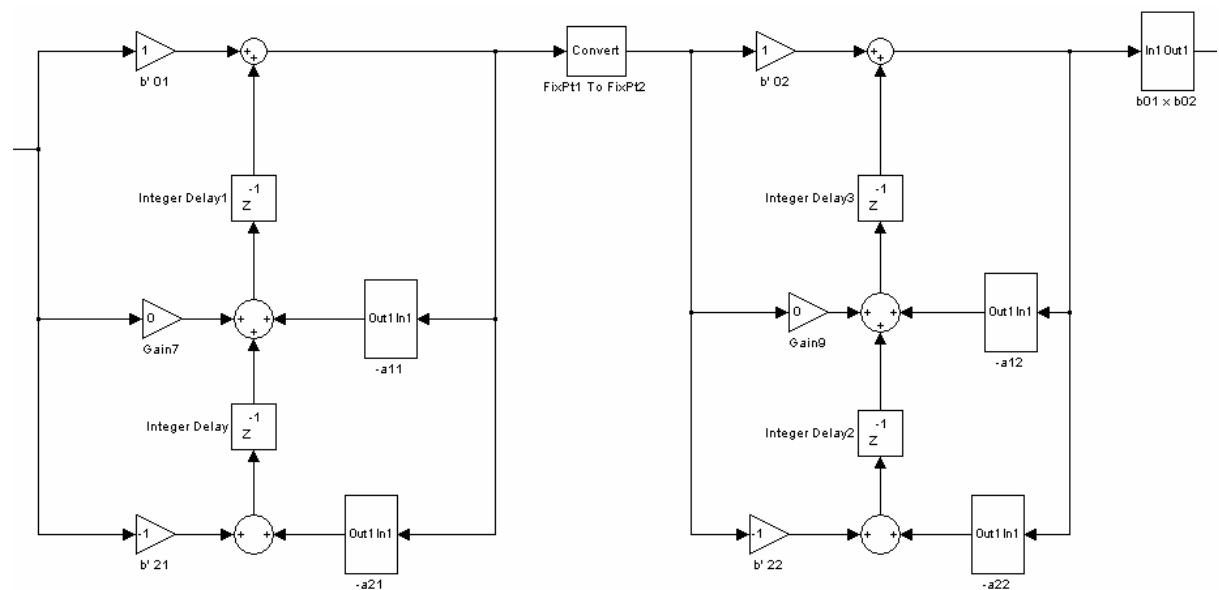 1
b' 01
+
+
Convert
FixPt1 To FixPt2
1
b' 02
+
+
In1 Out1
b01 x b02
Integer Delay1
-1
Z
Integer Delay3
-1
Z
0
Gain7
+
+
+
Out1 In1
-a11
0
Gain9
+
+
+
Out1 In1
-a12
Integer Delay
-1
Z
Integer Delay2
-1
Z
-1
b' 21
+
+
Out1 In1
-a21
-1
b' 22
+
+
Out1 In1
-a22